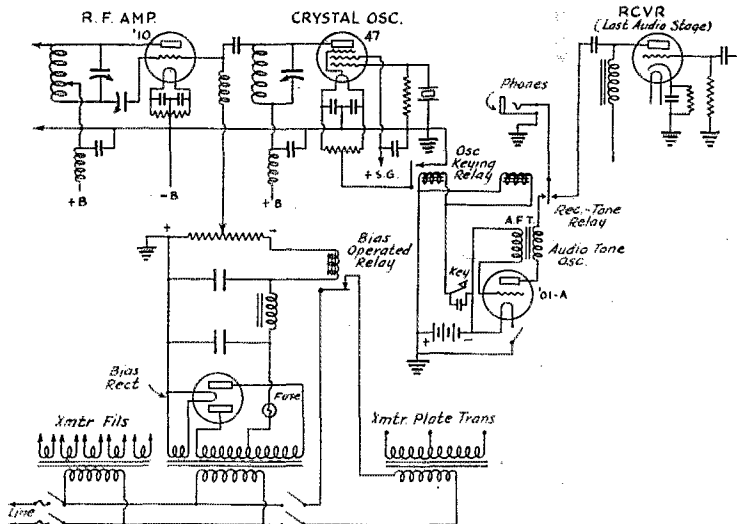 R.F. AMP.
'10
CRYSTAL OSC.
47
RCVR
(Last Audio Stage)
Phones
+B
-B
+B
+S.G.
Osc
Keying
Relay
Rec.-Tone
Relay
A.F.T.
Audio Tone
Osc.
Key
'01-A
+
-
+
-
Bias
Operated
Relay
Bias
Rect
Fuse
Xmtr Fils
Xmtr. Plate Trans
Line